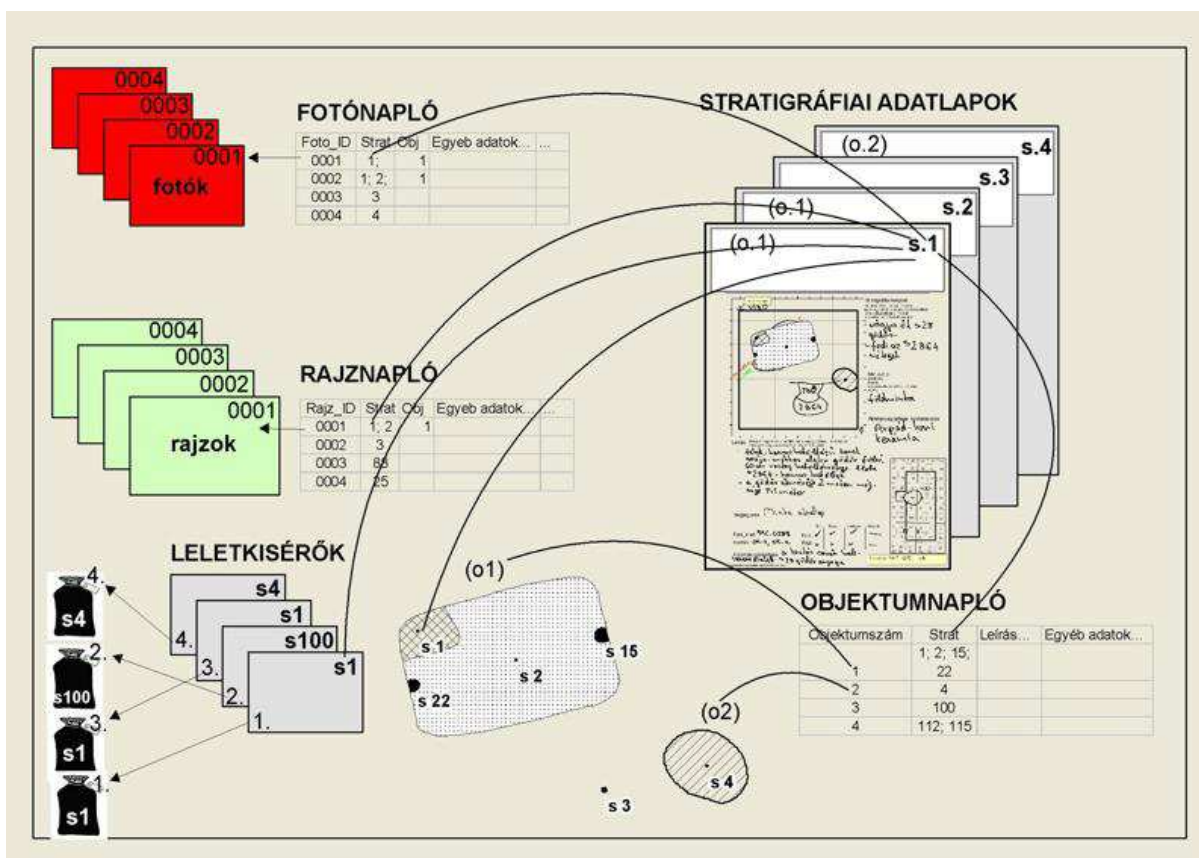 0004
0003
0002
0001
fotók
FOTÓNAPLÓ
Foto_ID Strat Obj Egyeb adatok... ...
0001 1; 1
0002 1; 2; 1
0003 3
0004 4
STRATIGRÁFIAI ADATLAPOK
(o.2) s.4
s.3
(o.1) s.2
(o.1) s.1
0004
0003
0002
0001
rajzok
RAJZNAPLÓ
Rajz_ID Strat Obj Egyeb adatok... ...
0001 1; 2 1
0002 3
0003 88
0004 25
LELETKISÉRŐK
s4
s1
s100
s1
4.
3.
2.
1.
4.
s4
2.
s100
3.
s1
1.
s1
(o1)
s 1
s 15
s 2
s 22
(o2)
s 4
s 3
OBJEKTUMNAPLÓ
Objektumszám Strat Leírás... Egyéb adatok...
1 1; 2; 15; 22
2 4
3 100
4 112; 115